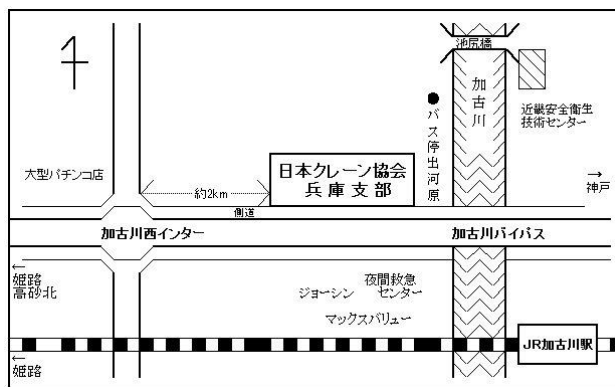 池尻橋
加古川
近畿安全衛生
技術センター
●バス停出河原
大型パチンコ店
約2km
日本クレーン協会
兵庫支部
→
神戸
側道
加古川西インター
加古川バイパス
←
姫路
高砂北
夜間救急
センター
ジョーシン
マックスバリュー
JR加古川駅
←
姫路